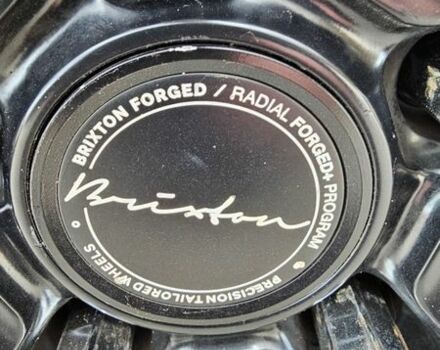 BRIXTON FORGED / RADIAL FORGED+ PROGRAM
Brixton
PRECISION TAILORED WHEELS